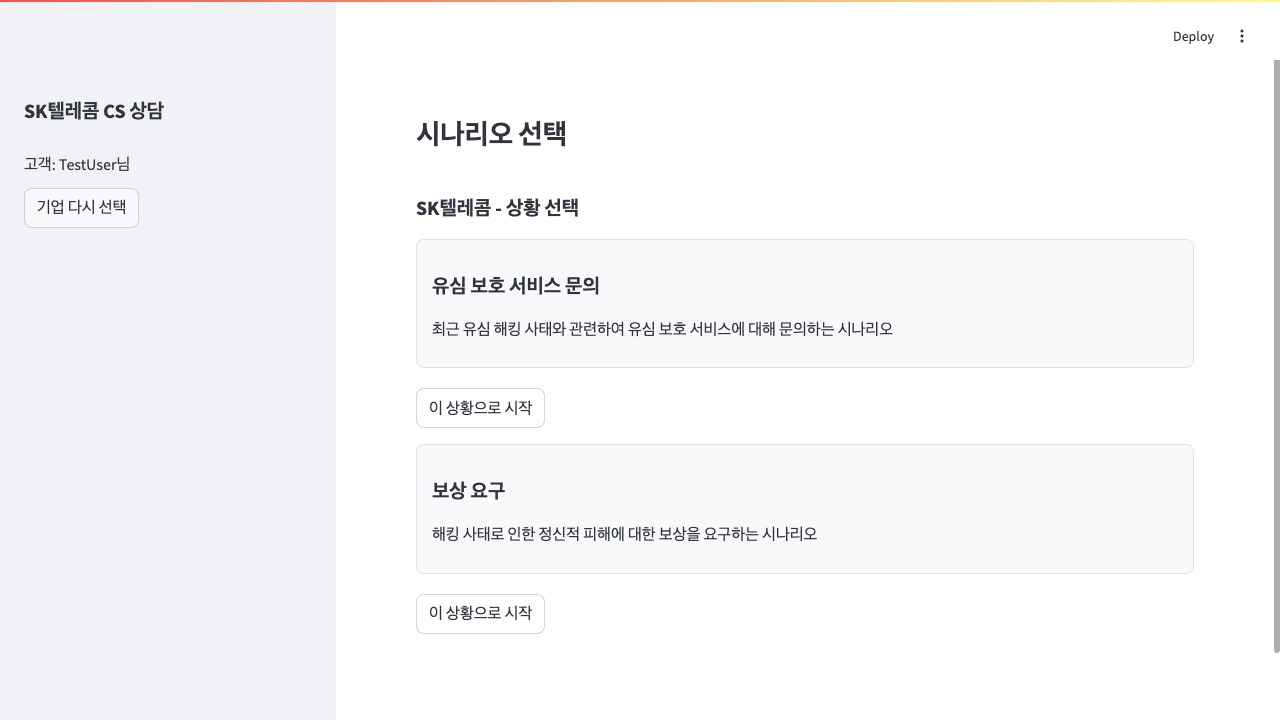 Deploy
SK텔레콤 CS 상담
고객: TestUser님
기업 다시 선택
시나리오 선택
SK텔레콤 - 상황 선택
유심 보호 서비스 문의
최근 유심 해킹 사태와 관련하여 유심 보호 서비스에 대해 문의하는 시나리오
이 상황으로 시작
보상 요구
해킹 사태로 인한 정신적 피해에 대한 보상을 요구하는 시나리오
이 상황으로 시작